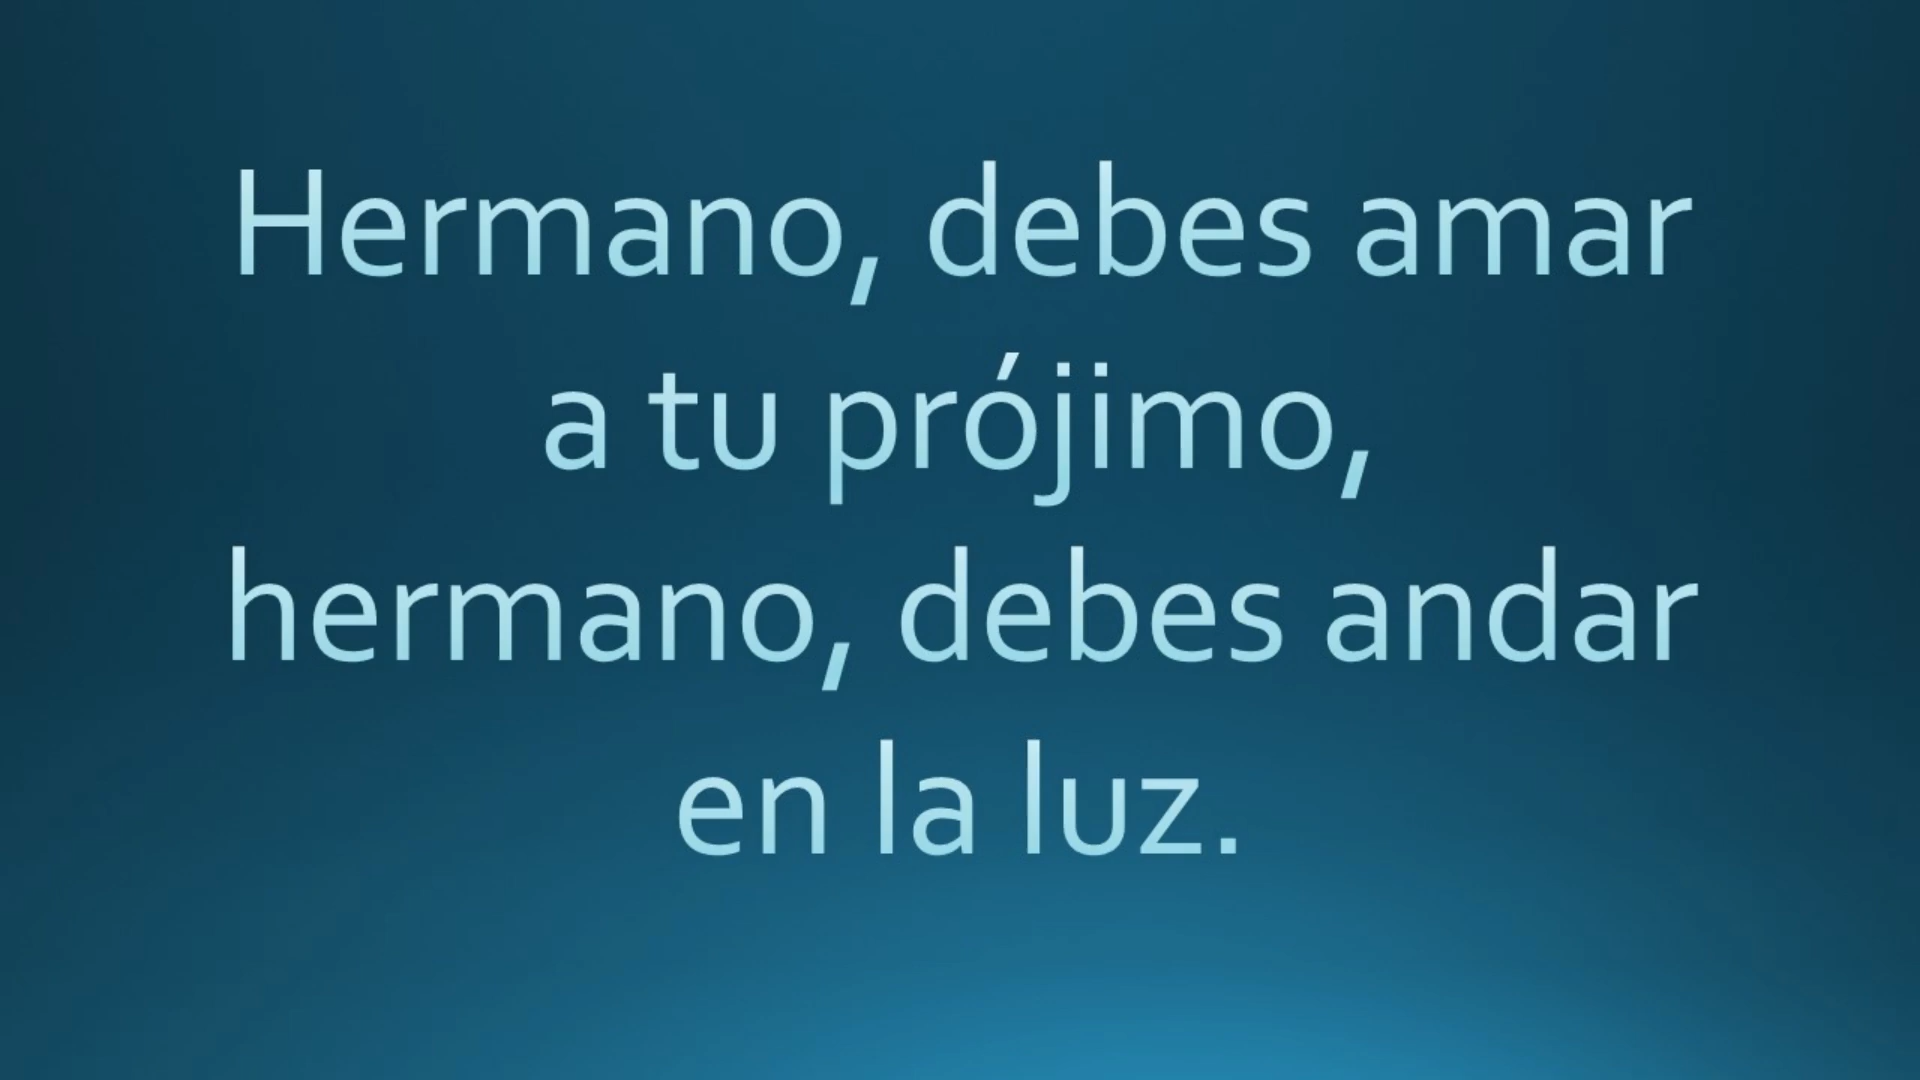 Hermano, debes amar
a tu prójimo,
hermano, debes andar
en la luz.